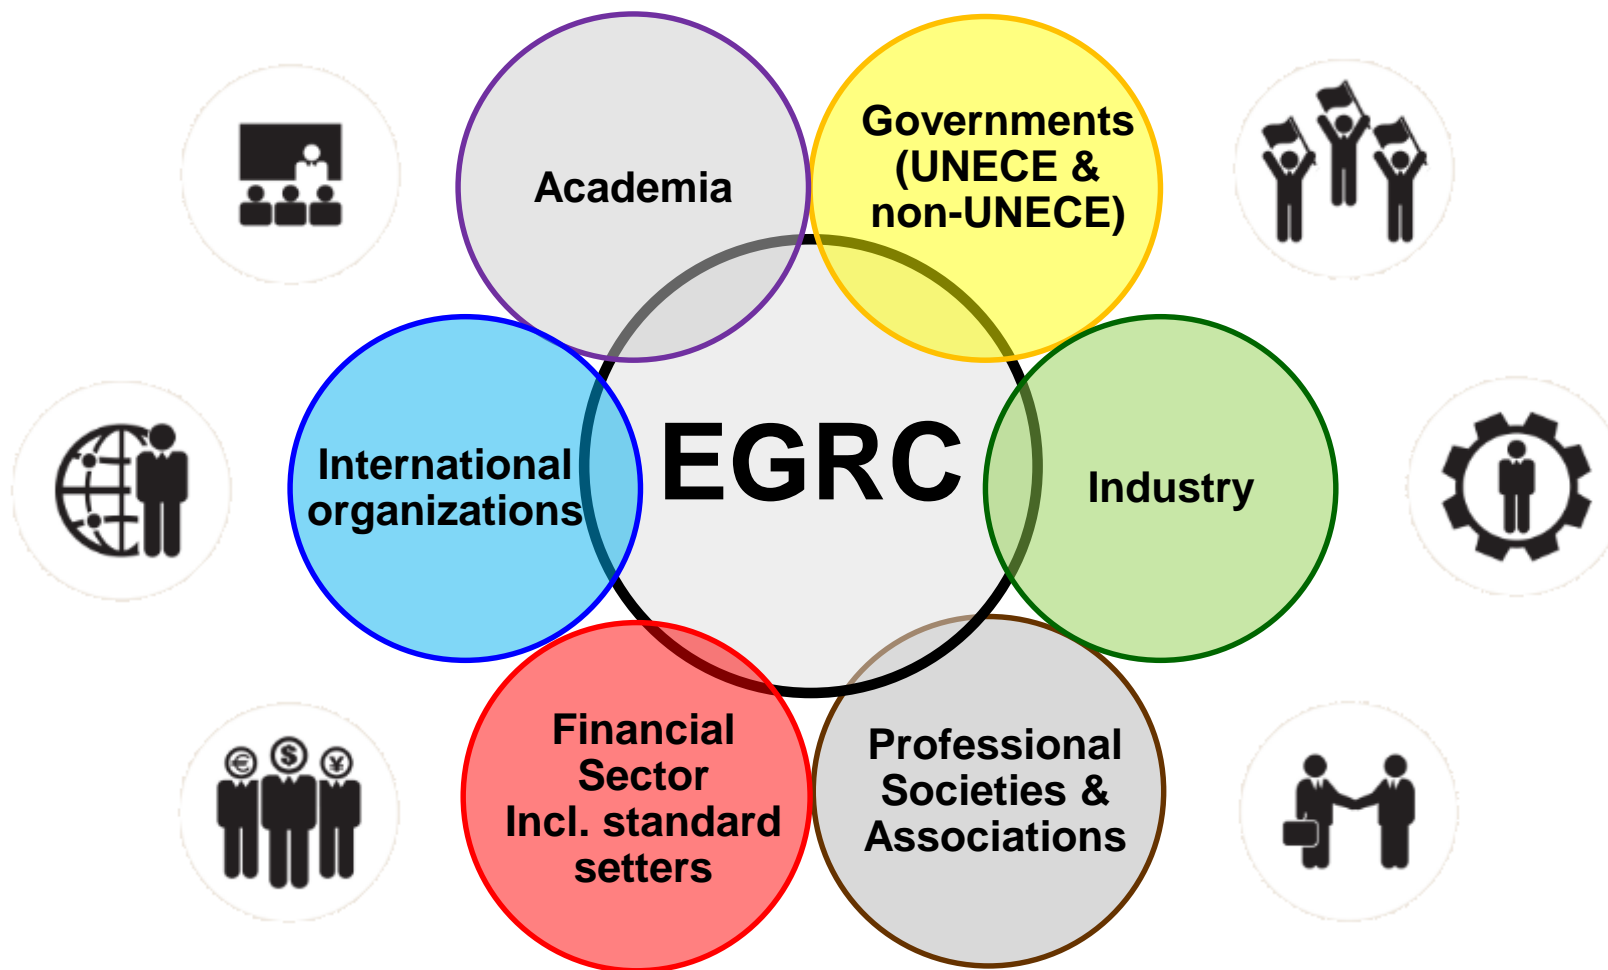 Academia
Governments
(UNECE &
non-UNECE)
International
organizations
EGRC
Industry
Financial
Sector
Incl. standard
setters
Professional
Societies &
Associations
€
$
¥